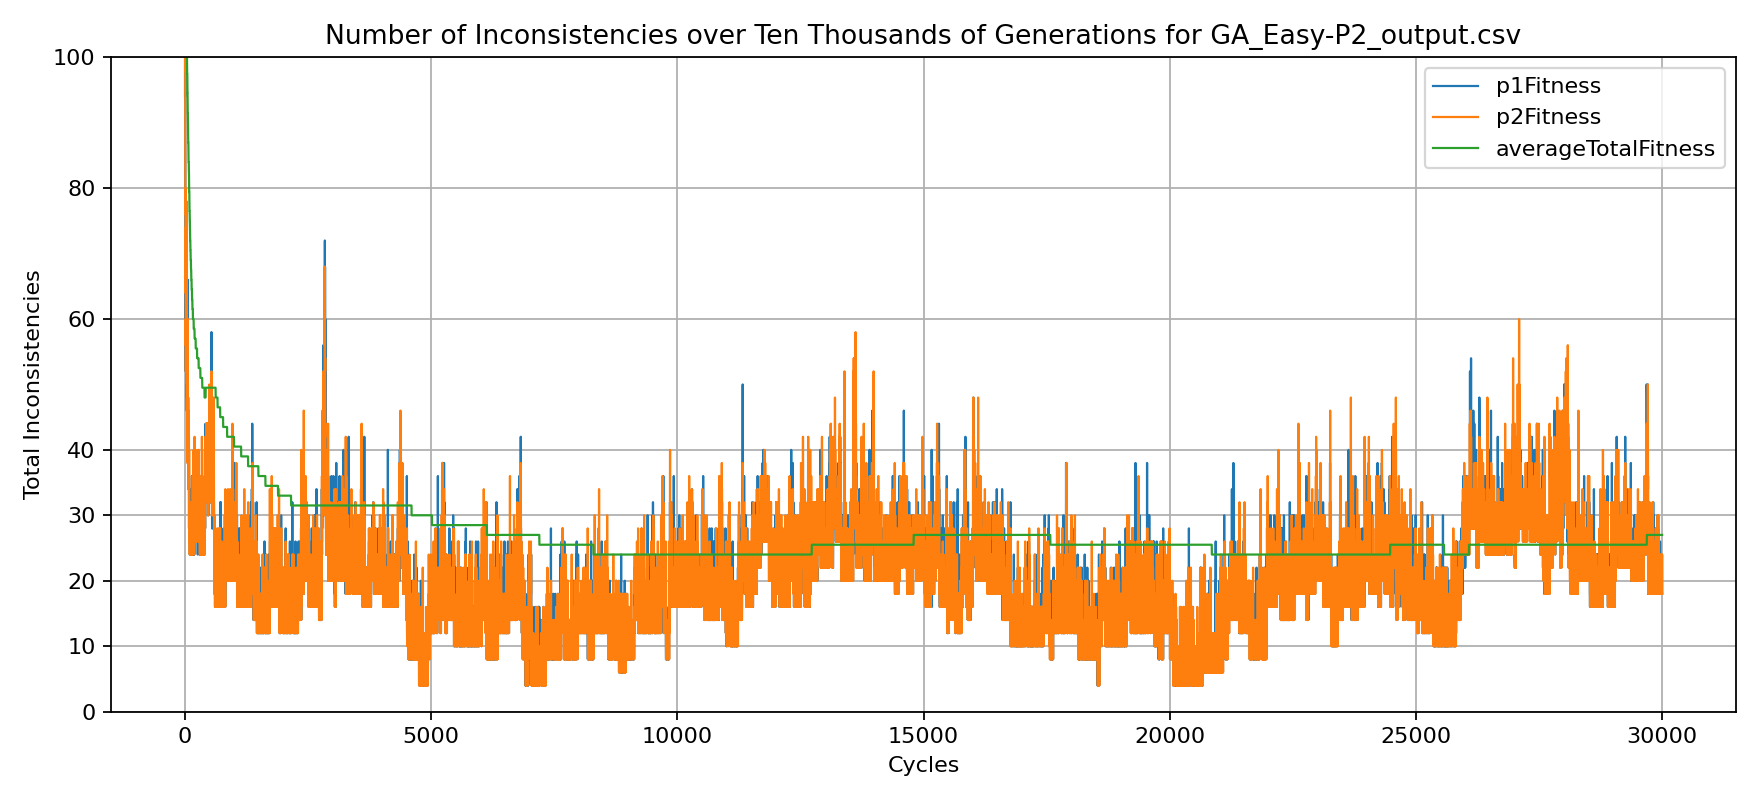 Number of Inconsistencies over Ten Thousands of Generations for GA_Easy-P2_output.csv
p1Fitness
p2Fitness
averageTotalFitness
Total Inconsistencies
100
80
60
40
30
20
10
0
0 5000 10000 15000 20000 25000 30000
Cycles